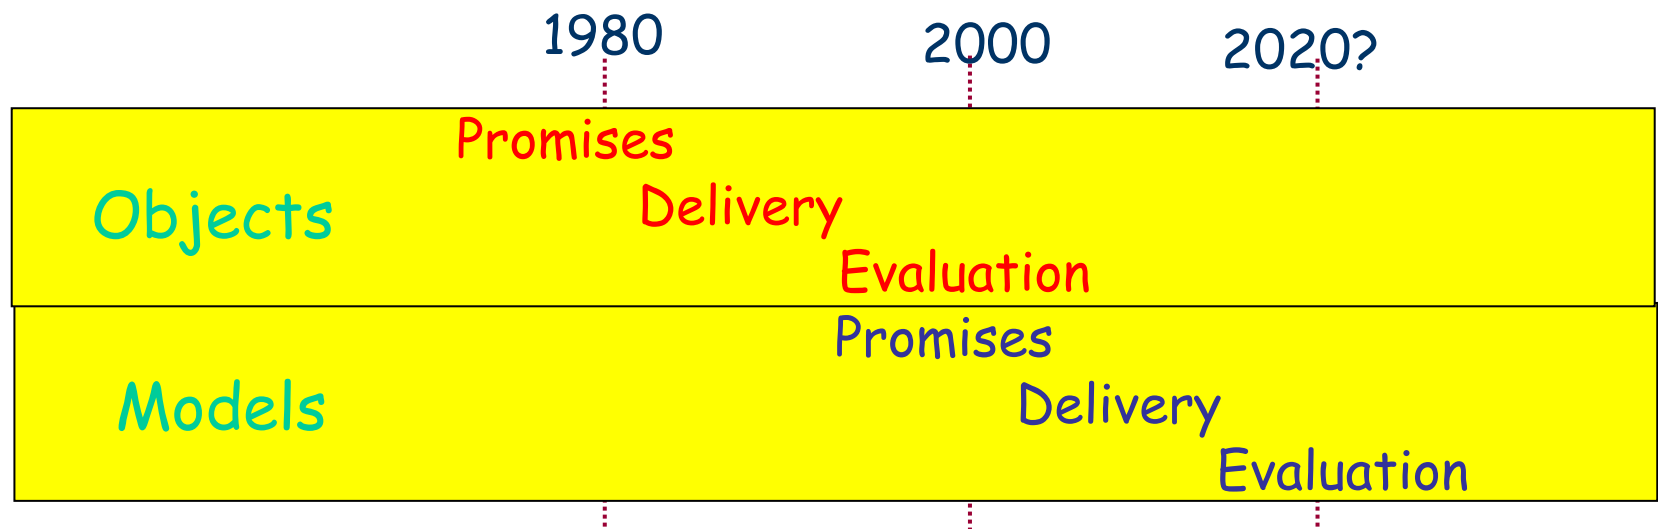 1980 2000 2020?
Promises
Delivery
Objects
Evaluation
Promises
Delivery
Models
Evaluation